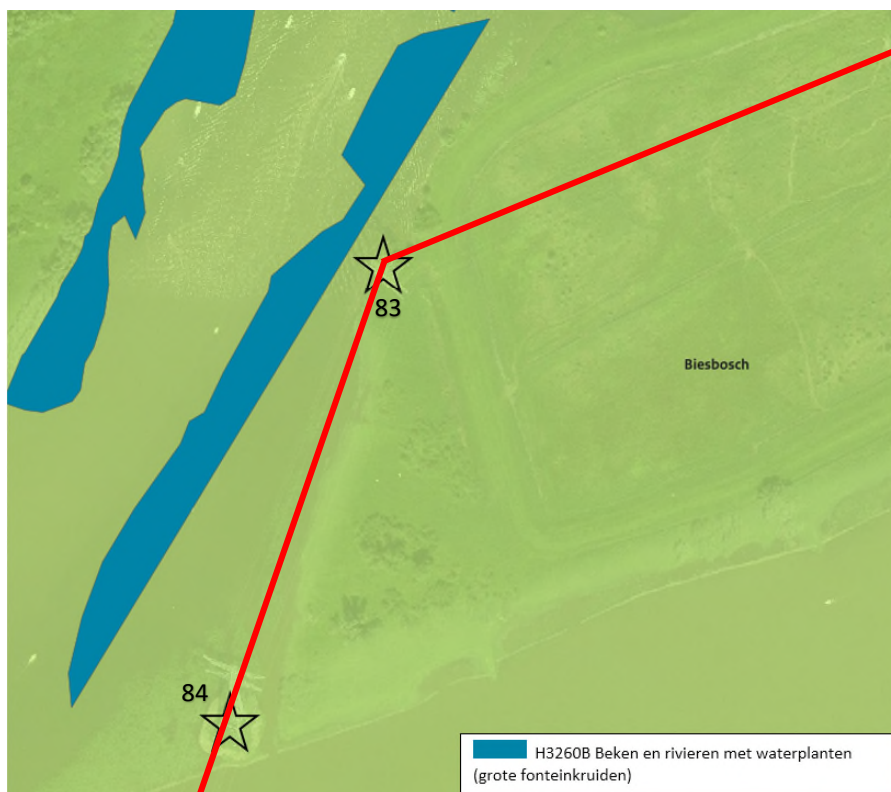 83
Biesbosch
84
H3260B Beken en rivieren met waterplanten
(grote fonteinkruiden)